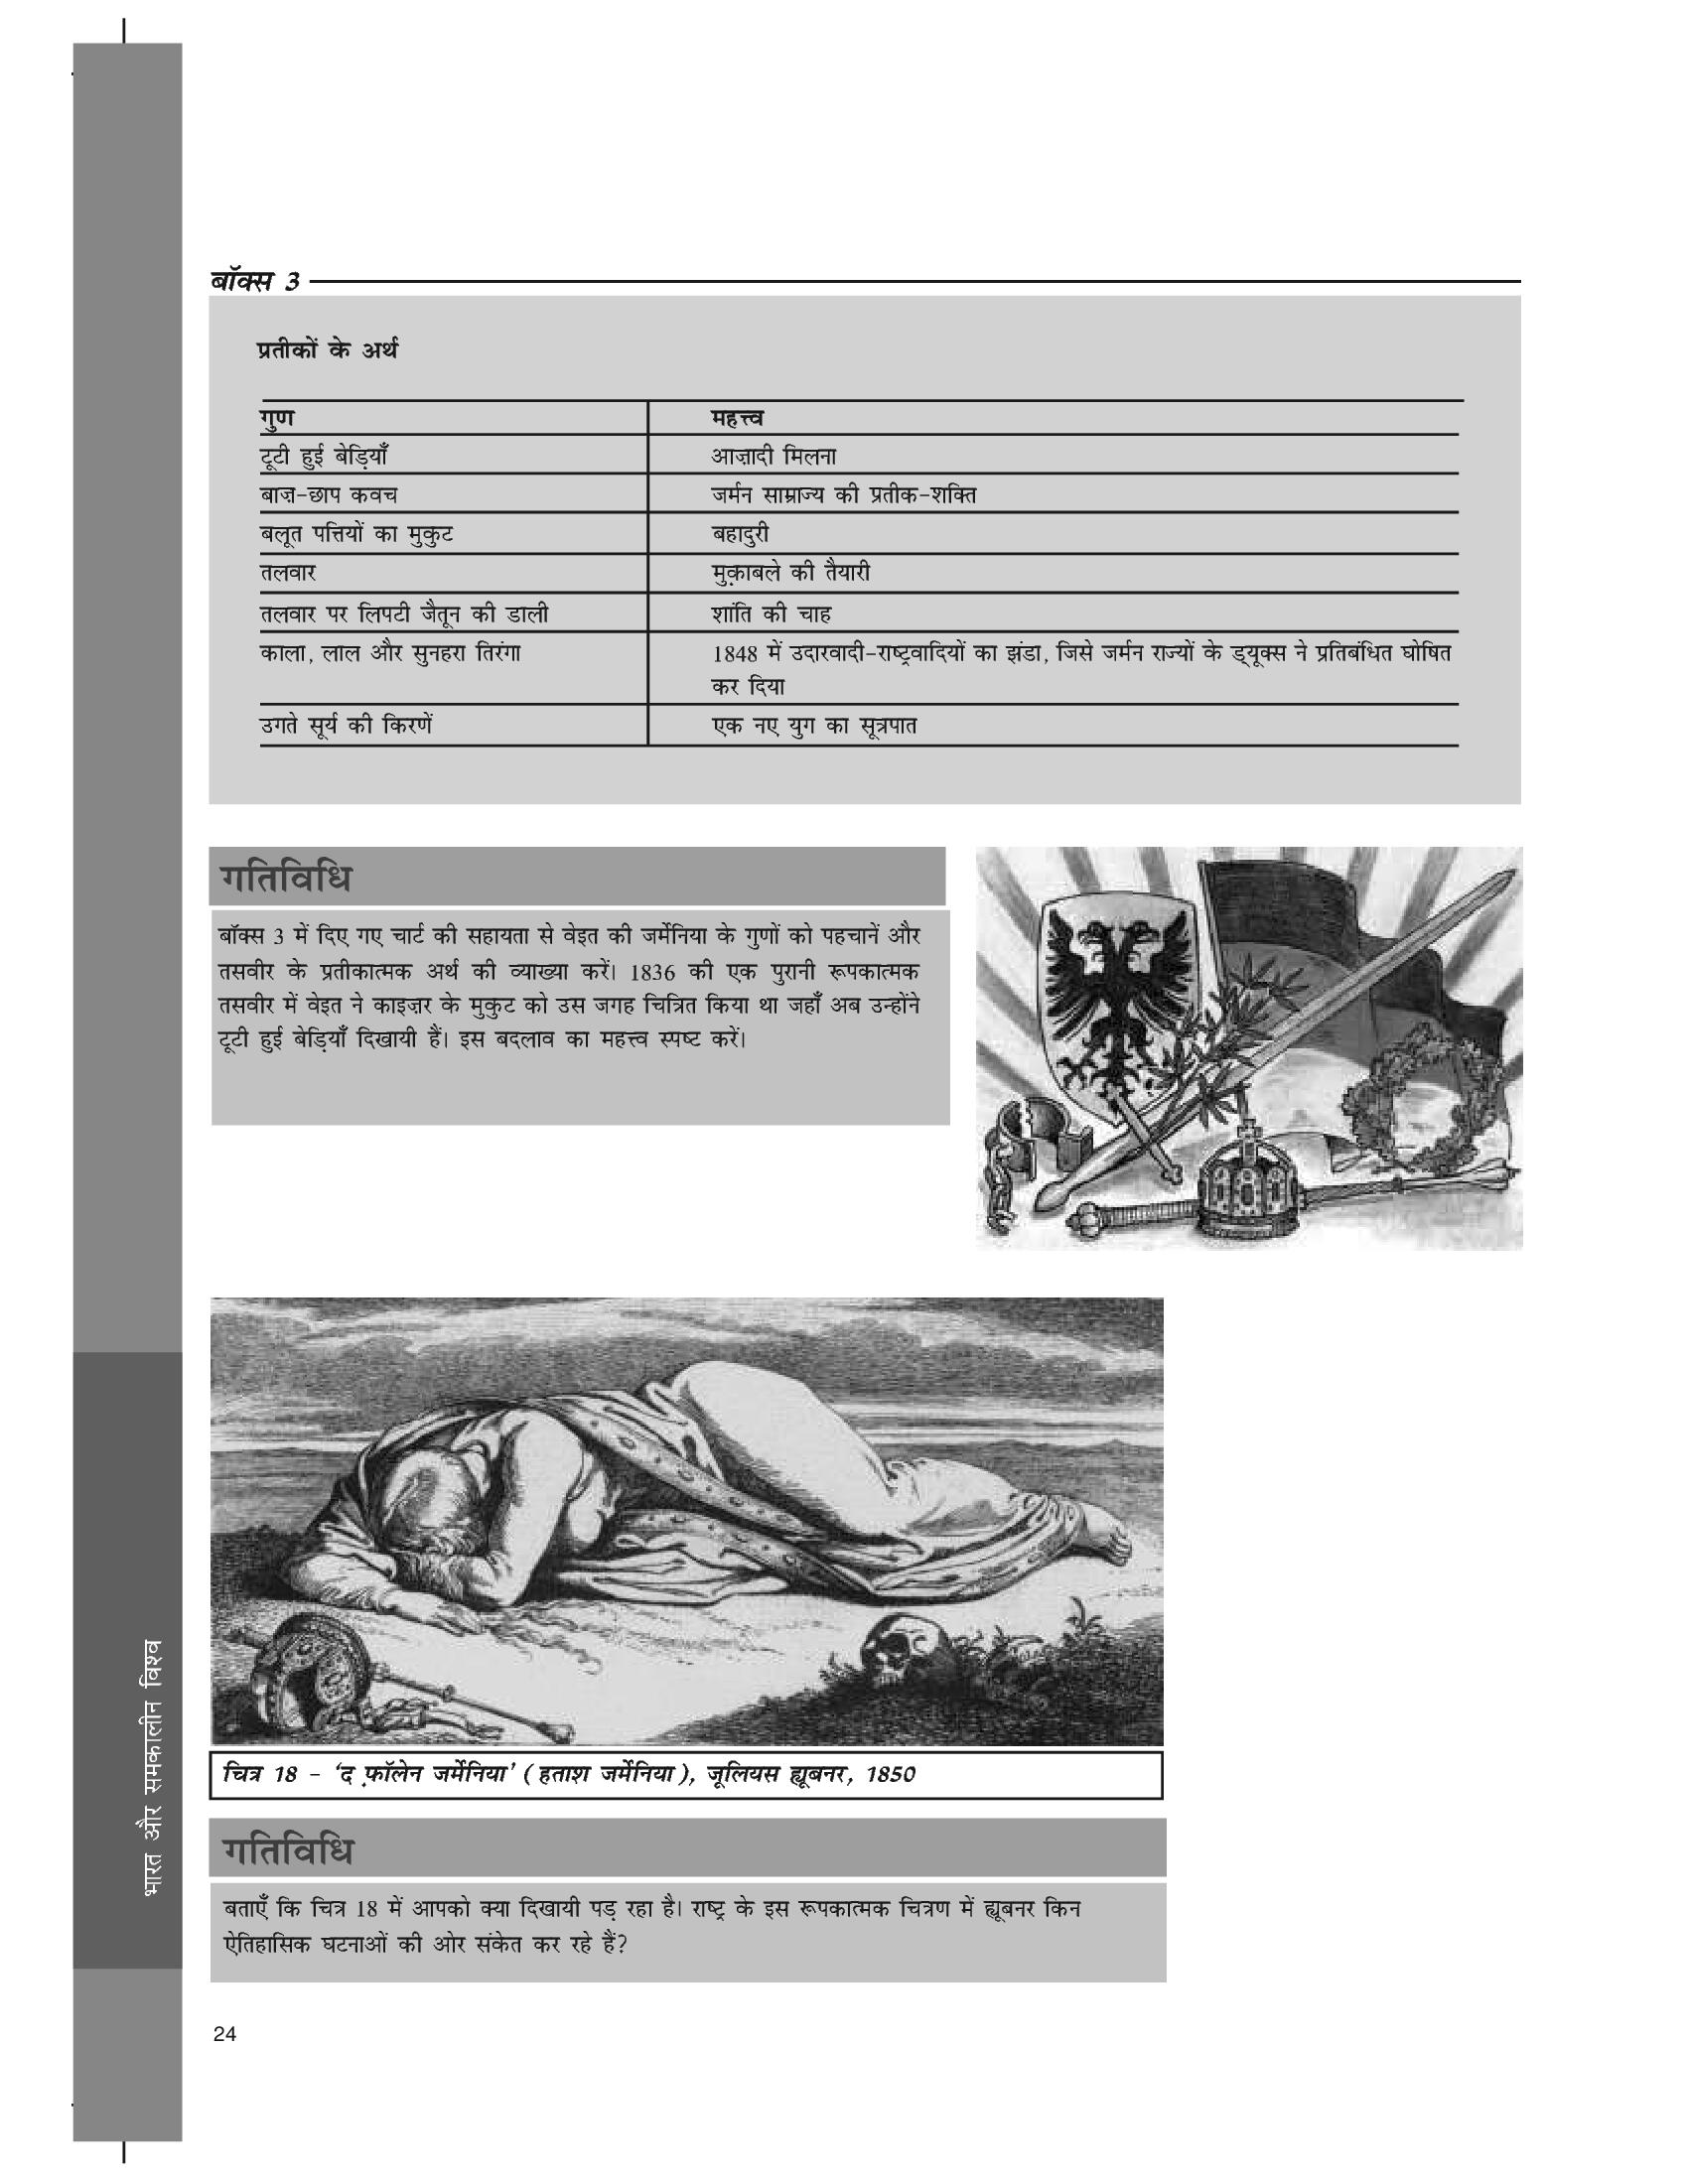 बॉक्स 3
प्रतीकों के अर्थ
गुण महत्त्व
टूटी हुई बेड़ियाँ आज़ादी मिलना
बाज़-छाप कवच जर्मन साम्राज्य की प्रतीक-शक्ति
बलूत पत्तियों का मुकुट बहादुरी
तलवार मुक़ाबले की तैयारी
तलवार पर लिपटी जैतून की डाली शांति की चाह
काला, लाल और सुनहरा तिरंगा 1848 में उदारवादी-राष्ट्रवादियों का झंडा, जिसे जर्मन राज्यों के ड्यूक्स ने प्रतिबंधित घोषित
कर दिया
उगते सूर्य की किरणें एक नए युग का सूत्रपात
गतिविधि
बॉक्स 3 में दिए गए चार्ट की सहायता से वेइत की जर्मेनिया के गुणों को पहचानें और
तसवीर के प्रतीकात्मक अर्थ की व्याख्या करें। 1836 की एक पुरानी रूपकात्मक
तसवीर में वेइत ने काइज़र के मुकुट को उस जगह चित्रित किया था जहाँ अब उन्होंने
टूटी हुई बेड़ियाँ दिखायी हैं। इस बदलाव का महत्त्व स्पष्ट करें।
चित्र 18 – ‘द फ़ॉलेन जर्मेनिया’ (हताश जर्मेनिया), जूलियस ह्यूबनर, 1850
गतिविधि
बताएँ कि चित्र 18 में आपको क्या दिखायी पड़ रहा है। राष्ट्र के इस रूपकात्मक चित्रण में ह्यूबनर किन
ऐतिहासिक घटनाओं की ओर संकेत कर रहे हैं?
भारत और समकालीन विश्व
24